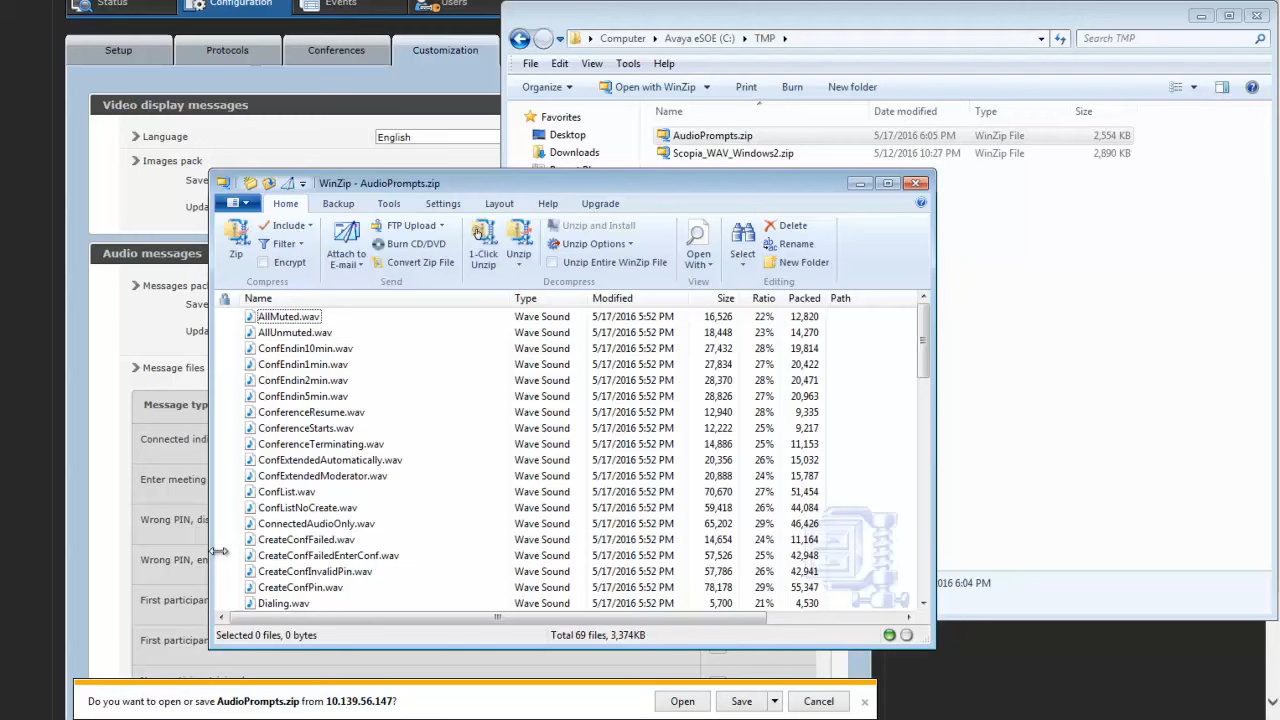 Status
Configuration
Events
Users
Setup
Protocols
Conferences
Customization
Video display messages
Language
English
Images pack
Save
Upda
Audio messages
Messages pac
Save
Upda
Message files
Message typ
Connected indi
Enter meeting
Wrong PIN, dis
Wrong PIN, en
First participan
First participan
Computer
Avaya eSOE (C:)
TMP
Search TMP
File Edit View Tools Help
Organize
Open with WinZip
Print
Burn
New folder
Favorites
Desktop
Downloads
Name Date modified Type Size
AudioPrompts.zip 5/17/2016 6:05 PM WinZip File 2,554 KB
Scopia_WAV_Windows2.zip 5/12/2016 10:27 PM WinZip File 2,890 KB
016 6:04 PM
WinZip - AudioPrompts.zip
Home Backup Tools Settings Layout Help Upgrade
Zip
Include
Filter
Encrypt
Compress
Attach to
E-mail
FTP Upload
Burn CD/DVD
Convert Zip File
Send
1-Click
Unzip
Unzip
Unzip and Install
Unzip Options
Unzip Entire WinZip File
Decompress
Open
With
View
Select
Delete
Rename
New Folder
Editing
Name Type Modified Size Ratio Packed Path
AllMuted.wav Wave Sound 5/17/2016 5:52 PM 16,526 22% 12,820
AllUnmuted.wav Wave Sound 5/17/2016 5:52 PM 18,448 23% 14,270
ConfEndin10min.wav Wave Sound 5/17/2016 5:52 PM 27,432 28% 19,814
ConfEndin1min.wav Wave Sound 5/17/2016 5:52 PM 27,834 27% 20,422
ConfEndin2min.wav Wave Sound 5/17/2016 5:52 PM 28,370 28% 20,471
ConfEndin5min.wav Wave Sound 5/17/2016 5:52 PM 28,826 27% 20,963
ConferenceResume.wav Wave Sound 5/17/2016 5:52 PM 12,940 28% 9,335
ConferenceStarts.wav Wave Sound 5/17/2016 5:52 PM 12,222 25% 9,217
ConferenceTerminating.wav Wave Sound 5/17/2016 5:52 PM 14,886 25% 11,153
ConfExtendedAutomatically.wav Wave Sound 5/17/2016 5:52 PM 20,356 26% 15,032
ConfExtendedModerator.wav Wave Sound 5/17/2016 5:52 PM 20,888 24% 15,787
ConfList.wav Wave Sound 5/17/2016 5:52 PM 70,670 27% 51,454
ConfListNoCreate.wav Wave Sound 5/17/2016 5:52 PM 59,418 26% 44,084
ConnectedAudioOnly.wav Wave Sound 5/17/2016 5:52 PM 65,202 29% 46,426
CreateConfFailed.wav Wave Sound 5/17/2016 5:52 PM 14,654 24% 11,164
CreateConfFailedEnterConf.wav Wave Sound 5/17/2016 5:52 PM 57,526 25% 42,948
CreateConfInvalidPin.wav Wave Sound 5/17/2016 5:52 PM 57,786 26% 42,941
CreateConfPin.wav Wave Sound 5/17/2016 5:52 PM 78,178 29% 55,347
Dialing.wav Wave Sound 5/17/2016 5:52 PM 5,700 21% 4,530
Selected 0 files, 0 bytes
Total 69 files, 3,374KB
Do you want to open or save AudioPrompts.zip from 10.139.56.147?
Open
Save
Cancel